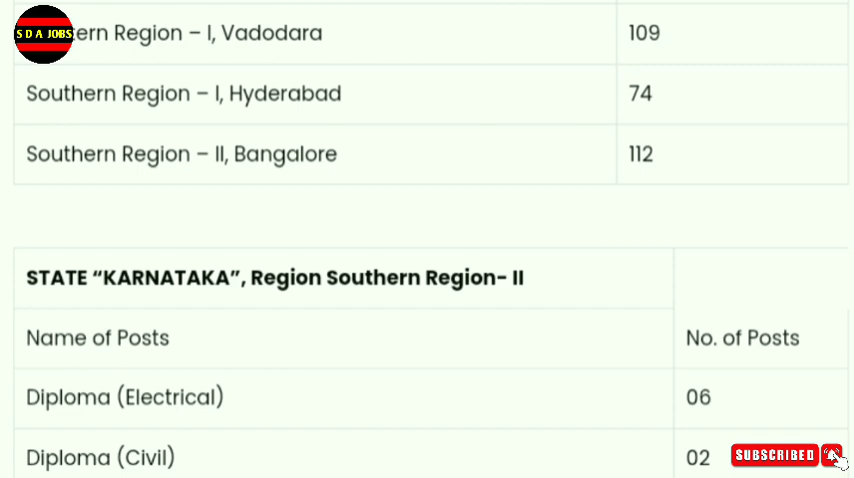 S D A JOBS
ern Region – I, Vadodara 109
Southern Region – I, Hyderabad 74
Southern Region – II, Bangalore 112
STATE “KARNATAKA”, Region Southern Region- II
Name of Posts No. of Posts
Diploma (Electrical) 06
Diploma (Civil) 02
SUBSCRIBED